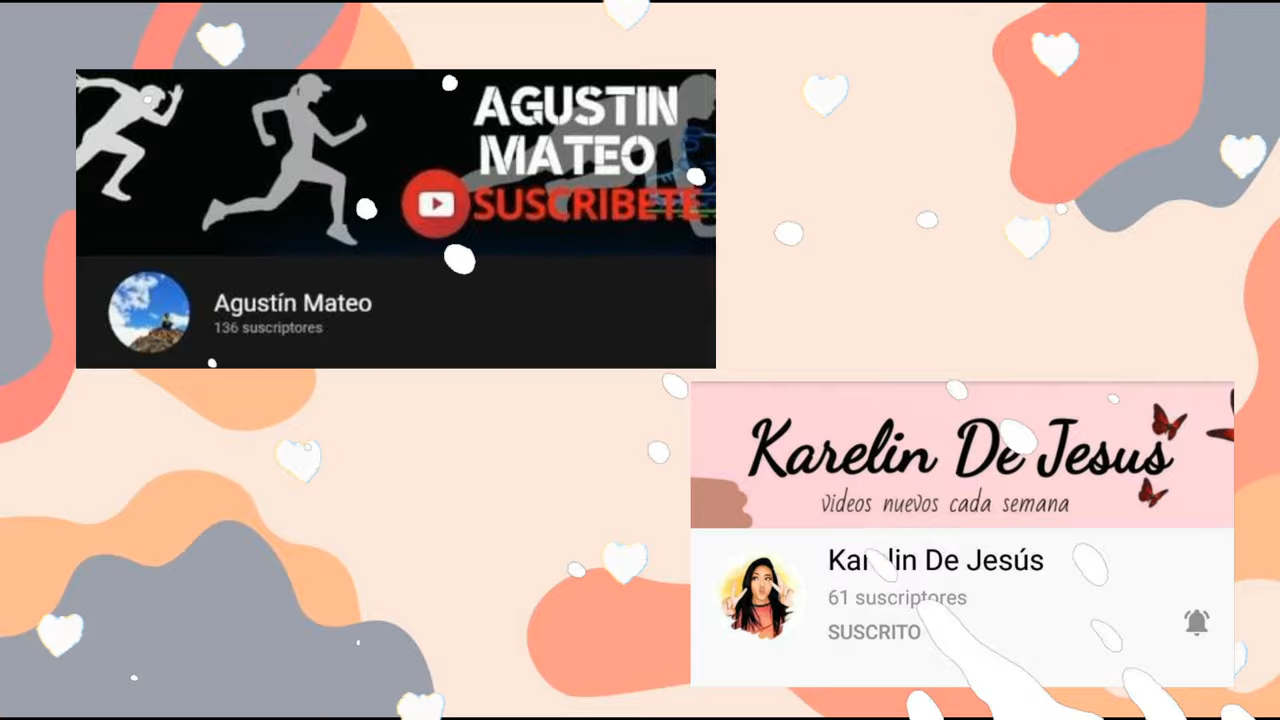 AGUSTIN
MATEO
SUSCRIBETE
Agustín Mateo
136 suscriptores
Karelin De Jesus
videos nuevos cada semana
Karelin De Jesús
61 suscriptores
SUSCRITO